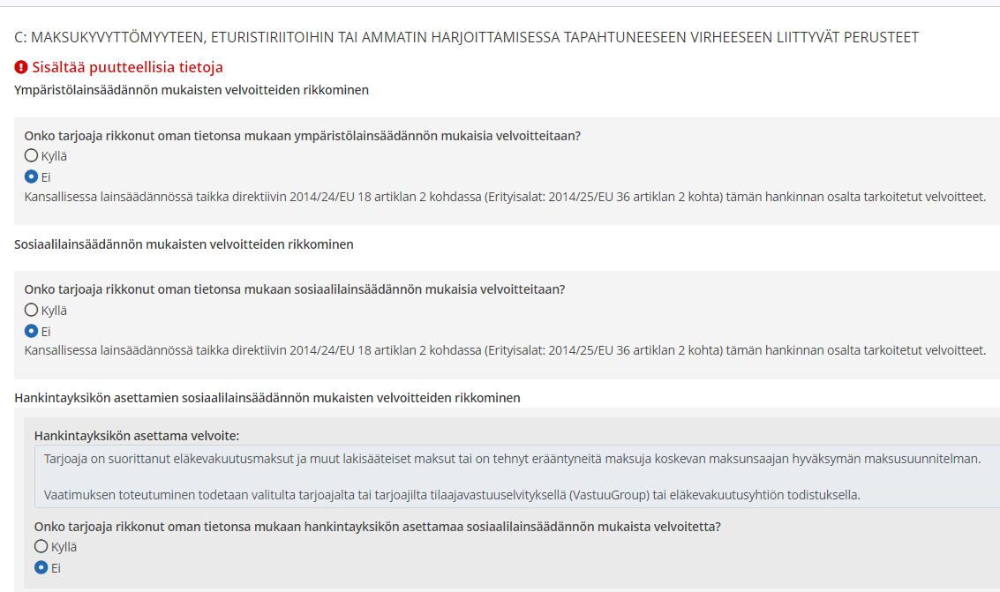 C: MAKSUKYVYTTÖMYYTEEN, ETURISTIRIITOIHIN TAI AMMATIN HARJOITTAMISESSA TAPAHTUNEESEEN VIRHEESEEN LIITTYVÄT PERUSTEET
Sisältää puutteellisia tietoja
Ympäristölainsäädännön mukaisten velvoitteiden rikkominen
Onko tarjoaja rikkonut oman tietonsa mukaan ympäristölainsäädännön mukaisia velvoitteitaan?
Kyllä
Ei
Kansallisessa lainsäädännössä taikka direktiivin 2014/24/EU 18 artiklan 2 kohdassa (Erityisalat: 2014/25/EU 36 artiklan 2 kohta) tämän hankinnan osalta tarkoitetut velvoitteet.
Sosiaalilainsäädännön mukaisten velvoitteiden rikkominen
Onko tarjoaja rikkonut oman tietonsa mukaan sosiaalilainsäädännön mukaisia velvoitteitaan?
Kyllä
Ei
Kansallisessa lainsäädännössä taikka direktiivin 2014/24/EU 18 artiklan 2 kohdassa (Erityisalat: 2014/25/EU 36 artiklan 2 kohta) tämän hankinnan osalta tarkoitetut velvoitteet.
Hankintayksikön asettamien sosiaalilainsäädännön mukaisten velvoitteiden rikkominen
Hankintayksikön asettama velvoite:
Tarjoaja on suorittanut eläkevakuutusmaksut ja muut lakisääteiset maksut tai on tehnyt erääntyneitä maksuja koskevan maksunsaajan hyväksymän maksusuunnitelman.
Vaatimuksen toteutuminen todetaan valitulta tarjoajalta tai tarjoajilta tilaajavastuuselvityksellä (VastuuGroup) tai eläkevakuutusyhtiön todistuksella.
Onko tarjoaja rikkonut oman tietonsa mukaan hankintayksikön asettamaa sosiaalilainsäädännön mukaista velvoitetta?
Kyllä
Ei